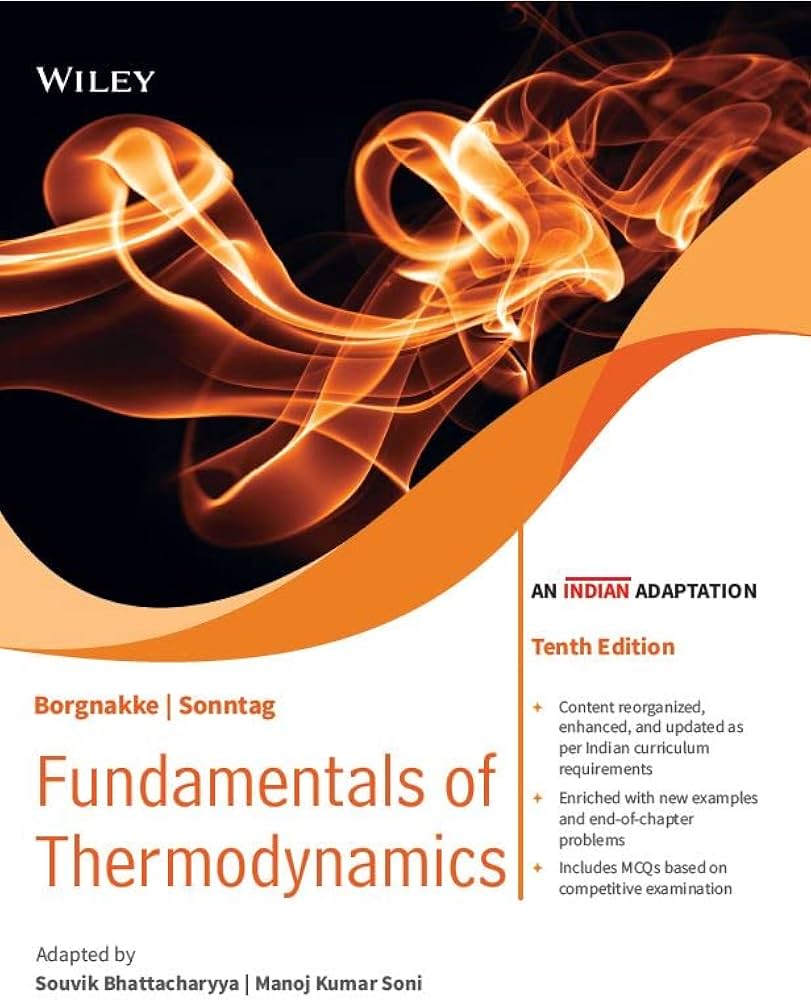 WILEY
AN INDIAN ADAPTATION
Tenth Edition
Content reorganized,
enhanced, and updated as
per Indian curriculum
requirements
Enriched with new examples
and end-of-chapter
problems
Includes MCQs based on
competitive examination
Borgnakke | Sonntag
Fundamentals of
Thermodynamics
Adapted by
Souvik Bhattacharyya | Manoj Kumar Soni